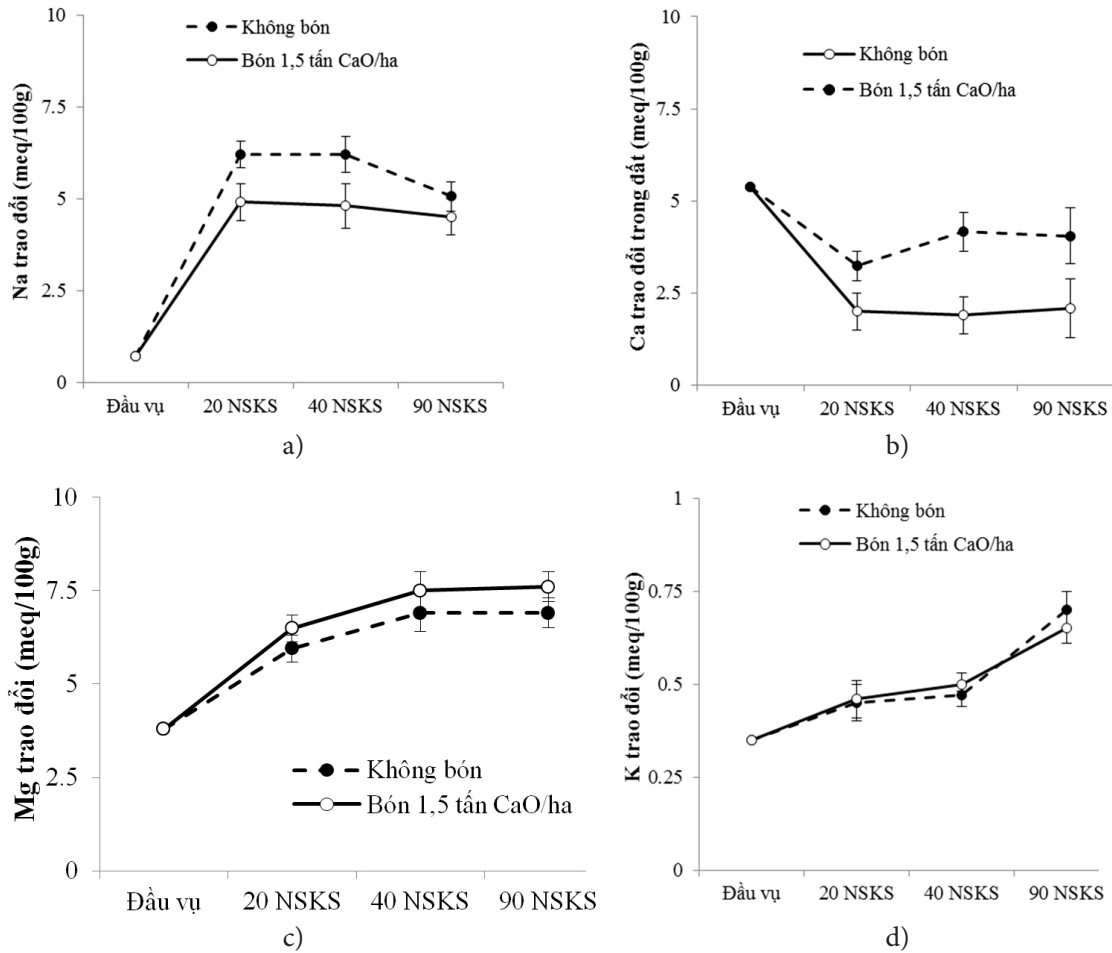 Không bón
Bón 1,5 tấn CaO/ha
Na trao đổi (meq/100g)
10
7.5
5
2.5
0
Đầu vụ 20 NSKS 40 NSKS 90 NSKS
a)
Không bón
Bón 1,5 tấn CaO/ha
Ca trao đổi trong đất (meq/100g)
10
7.5
5
2.5
0
Đầu vụ 20 NSKS 40 NSKS 90 NSKS
b)
Mg trao đổi (meq/100g)
10
7.5
5
2.5
0
Không bón
Bón 1,5 tấn CaO/ha
Đầu vụ 20 NSKS 40 NSKS 90 NSKS
c)
Không bón
Bón 1,5 tấn CaO/ha
K trao đổi (meq/100g)
1
0.75
0.5
0.25
0
Đầu vụ 20 NSKS 40 NSKS 90 NSKS
d)